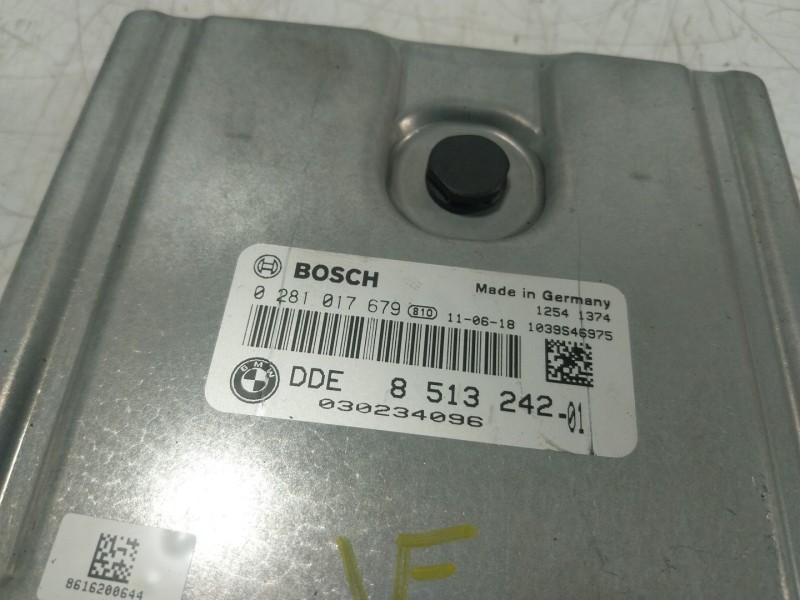 BOSCH
Made in Germany
0 281 017 679 810 11-06-18
1254 1374
1039S46975
BMW
DDE 8 513 242-01
030234096
8616200644
VF